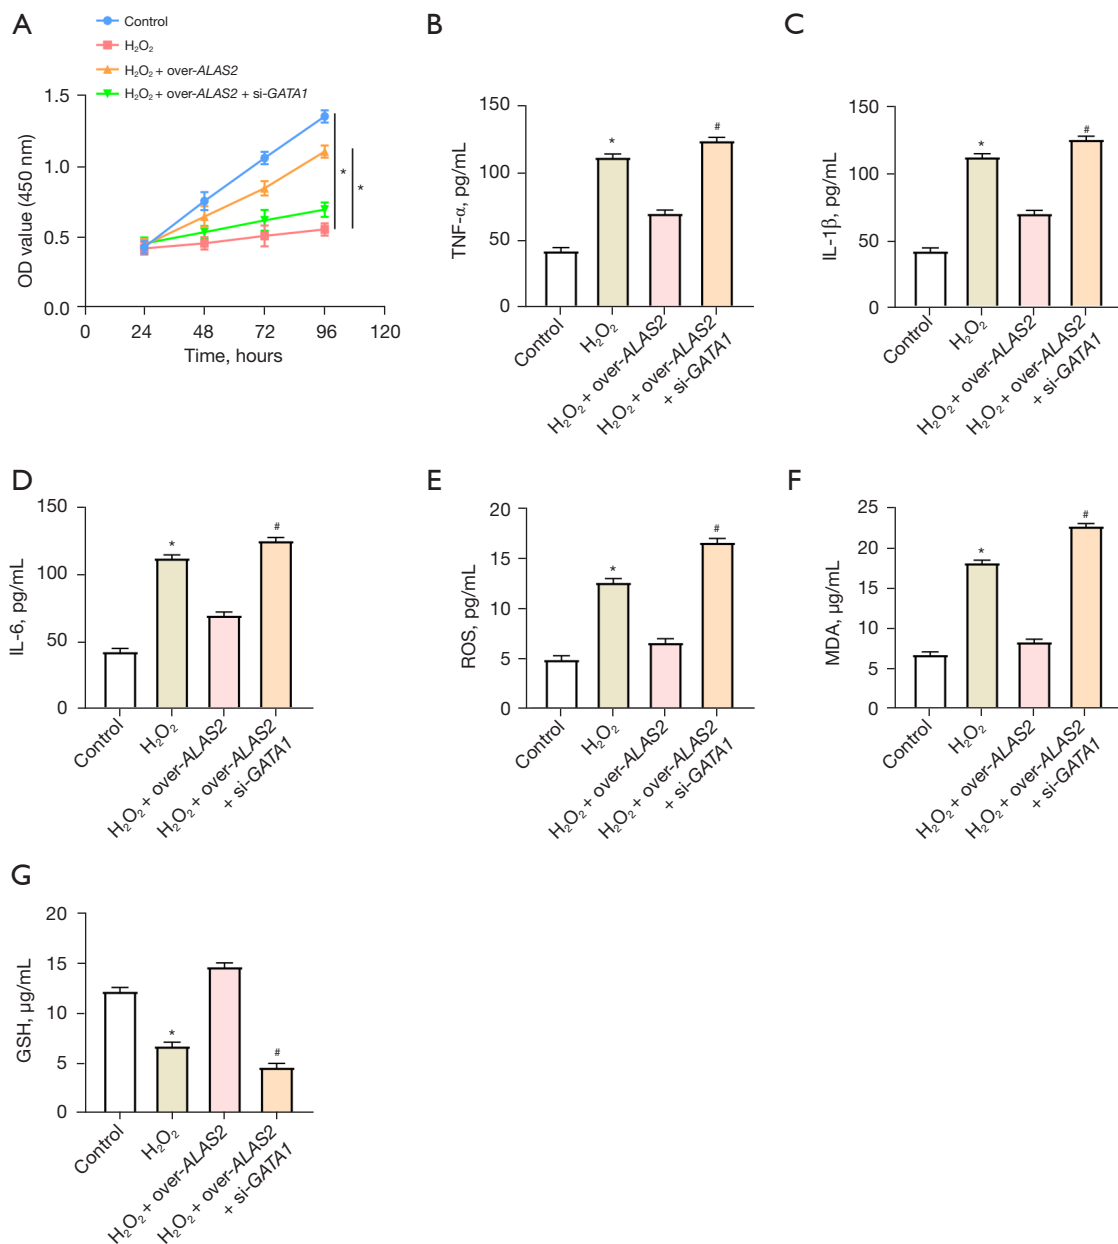 A
Control
H₂O₂
H₂O₂ + over-ALAS2
H₂O₂ + over-ALAS2 + si-GATA1
OD value (450 nm)
1.5
1.0
0.5
0.0
0 24 48 72 96 120
Time, hours
*
*
B
TNF-α, pg/mL
150
100
50
0
*
#
Control
H₂O₂
H₂O₂ + over-ALAS2
H₂O₂ + over-ALAS2
+ si-GATA1
C
IL-1β, pg/mL
150
100
50
0
*
#
Control
H₂O₂
H₂O₂ + over-ALAS2
H₂O₂ + over-ALAS2
+ si-GATA1
D
IL-6, pg/mL
150
100
50
0
*
#
Control
H₂O₂
H₂O₂ + over-ALAS2
H₂O₂ + over-ALAS2
+ si-GATA1
E
ROS, pg/mL
20
15
10
5
0
*
#
Control
H₂O₂
H₂O₂ + over-ALAS2
H₂O₂ + over-ALAS2
+ si-GATA1
F
MDA, µg/mL
25
20
15
10
5
0
*
#
Control
H₂O₂
H₂O₂ + over-ALAS2
H₂O₂ + over-ALAS2
+ si-GATA1
G
GSH, µg/mL
20
15
10
5
0
*
#
Control
H₂O₂
H₂O₂ + over-ALAS2
H₂O₂ + over-ALAS2
+ si-GATA1